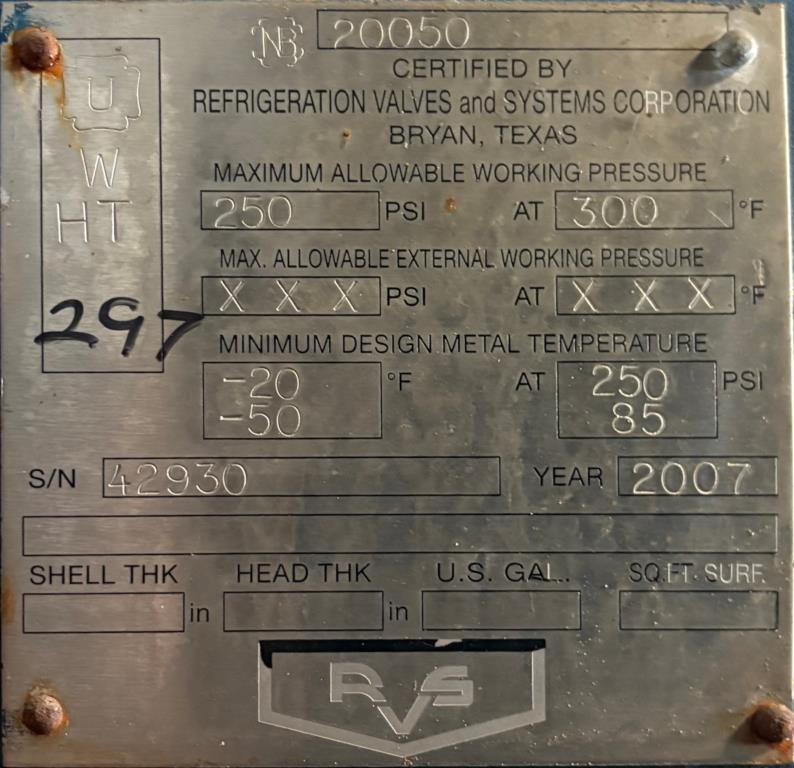 NB 20050
U
CERTIFIED BY
REFRIGERATION VALVES and SYSTEMS CORPORATION
BRYAN, TEXAS
W
HT
MAXIMUM ALLOWABLE WORKING PRESSURE
250 PSI AT 300 °F
MAX. ALLOWABLE EXTERNAL WORKING PRESSURE
X X X PSI AT X X X °F
297
MINIMUM DESIGN METAL TEMPERATURE
-20 °F AT 250 PSI
-50 85
S/N 42930 YEAR 2007
SHELL THK HEAD THK U.S. GAL. SQ.FT. SURF.
in in
RVS